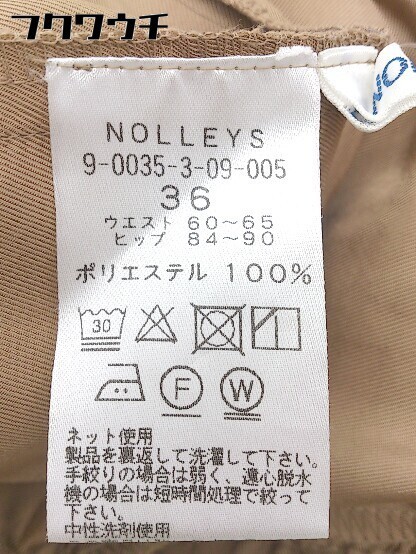 フクワウチ
NOLLEYS
9-0035-3-09-005
36
ウエスト 60～65
ヒップ 84～90
ポリエステル 100%
30
F W
ネット使用
製品を裏返して洗濯して下さい。
手絞りの場合は弱く、遠心脱水
機の場合は短時間処理で絞って
下さい。
中性洗剤使用